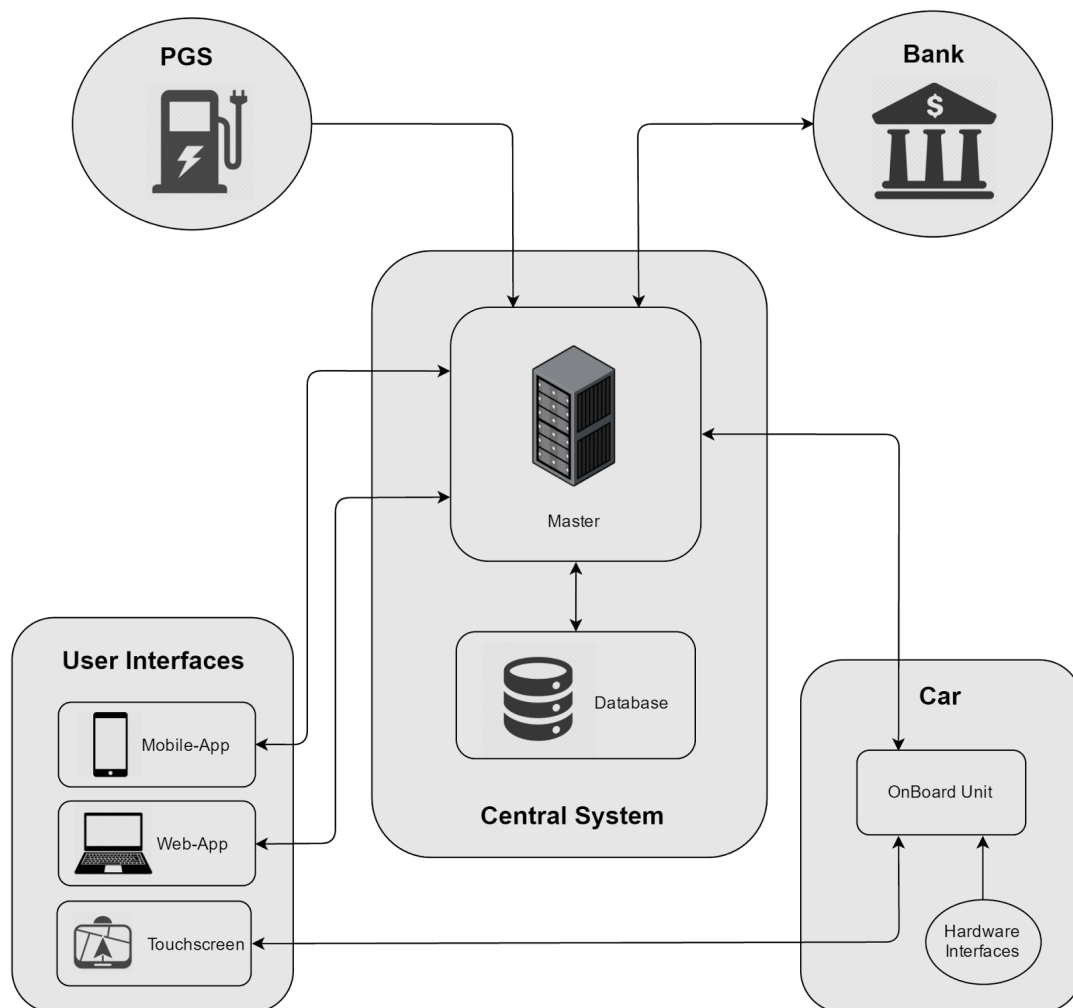 PGS
Bank
$
Master
User Interfaces
Mobile-App
Web-App
Touchscreen
Database
Central System
Car
OnBoard Unit
Hardware
Interfaces